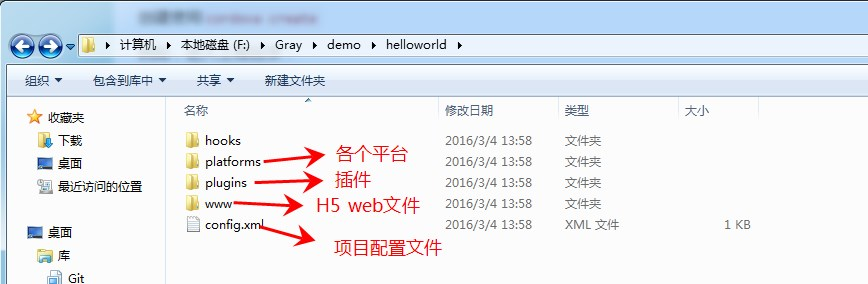 cordova create
计算机 本地磁盘 (F:) Gray demo helloworld
组织 包含到库中 共享 新建文件夹
名称 修改日期 类型 大小
收藏夹
下载
桌面
最近访问的位置
桌面
库
Git
hooks 2016/3/4 13:58 文件夹
platforms 各个平台 2016/3/4 13:58 文件夹
plugins 插件 2016/3/4 13:58 文件夹
www H5 web文件 2016/3/4 13:58 文件夹
config.xml 2016/3/4 13:58 XML 文件 1 KB
项目配置文件